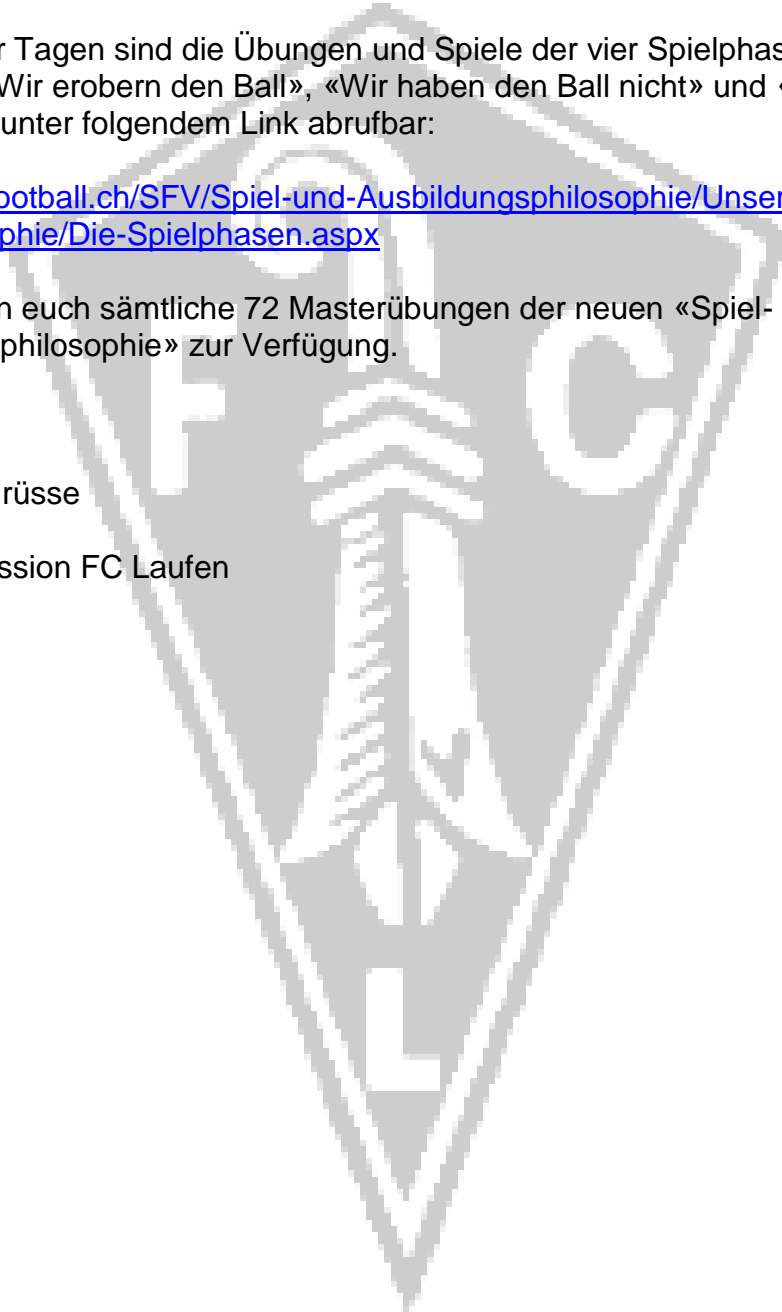 r Tagen sind die Übungen und Spiele der vier Spielphas
Wir erobern den Ball», «Wir haben den Ball nicht» und «
unter folgendem Link abrufbar:
ootball.ch/SFV/Spiel-und-Ausbildungsphilosophie/Unser
phie/Die-Spielphasen.aspx
n euch sämtliche 72 Masterübungen der neuen «Spiel-
philosophie» zur Verfügung.
F C
rüsse
ssion FC Laufen
L